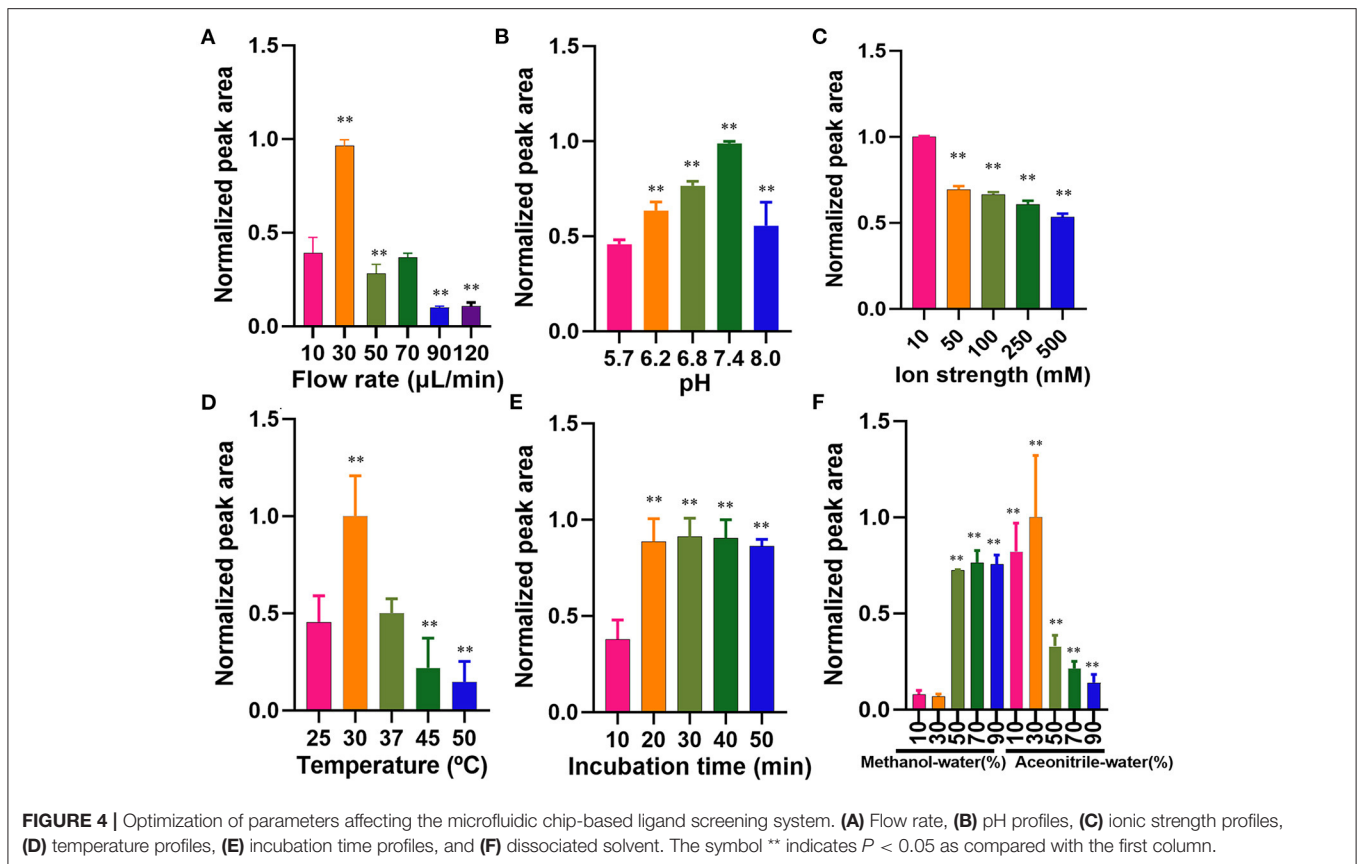 A
Normalized peak area
1.5
1.0
0.5
0.0
**
**
**
**
10 30 50 70 90 120
Flow rate (µL/min)
B
Normalized peak area
1.5
1.0
0.5
0.0
**
**
**
**
5.7 6.2 6.8 7.4 8.0
pH
C
Normalized peak area
1.5
1.0
0.5
0.0
**
**
**
**
10 50 100 250 500
Ion strength (mM)
D
Normalized peak area
1.5
1.0
0.5
0.0
**
**
**
25 30 37 45 50
Temperature (ºC)
E
Normalized peak area
1.5
1.0
0.5
0.0
**
**
**
**
10 20 30 40 50
Incubation time (min)
F
Normalized peak area
1.5
1.0
0.5
0.0
**
**
**
**
**
**
**
**
10 30 50 70 90 10 30 50 70 90
Methanol-water(%) Aceonitrile-water(%)
FIGURE 4 | Optimization of parameters affecting the microfluidic chip-based ligand screening system. (A) Flow rate, (B) pH profiles, (C) ionic strength profiles,
(D) temperature profiles, (E) incubation time profiles, and (F) dissociated solvent. The symbol ** indicates P < 0.05 as compared with the first column.